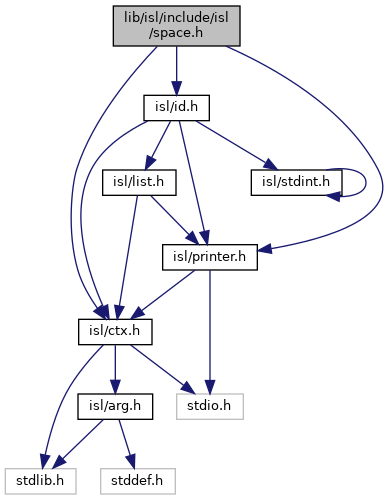 lib/isl/include/isl
/space.h
isl/id.h
isl/list.h
isl/stdint.h
isl/printer.h
isl/ctx.h
isl/arg.h
stdio.h
stdlib.h
stddef.h